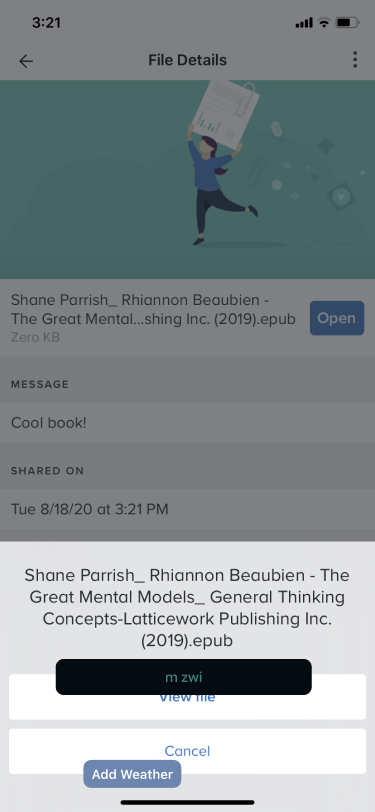 3:21
File Details
Shane Parrish_ Rhiannon Beaubien -
The Great Mental...shing Inc. (2019).epub
Open
Zero KB
MESSAGE
Cool book!
SHARED ON
Tue 8/18/20 at 3:21 PM
Shane Parrish_ Rhiannon Beaubien - The
Great Mental Models_ General Thinking
Concepts-Latticework Publishing Inc.
(2019).epub
m zwi
View file
Cancel
Add Weather